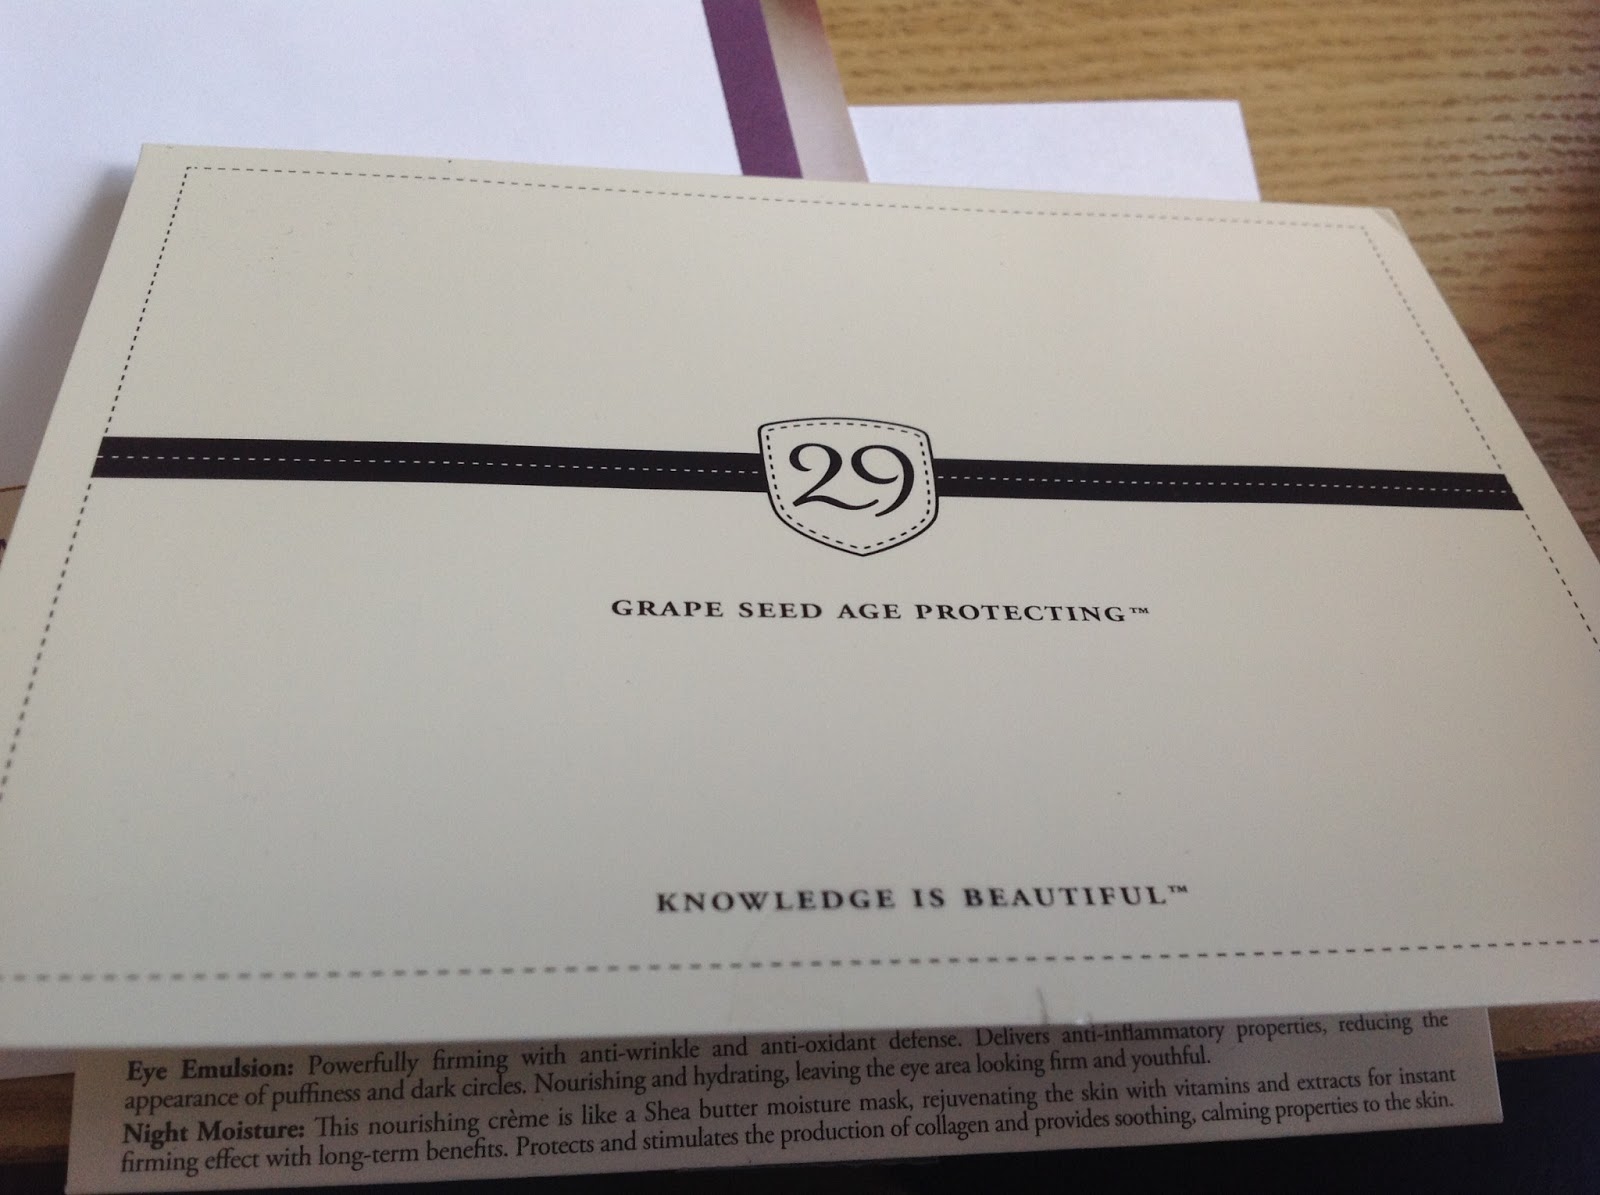 29
GRAPE SEED AGE PROTECTING™
KNOWLEDGE IS BEAUTIFUL™
Eye Emulsion: Powerfully firming with anti-wrinkle and anti-oxidant defense. Delivers anti-inflammatory properties, reducing the
appearance of puffiness and dark circles. Nourishing and hydrating, leaving the eye area looking firm and youthful.
Night Moisture: This nourishing crème is like a Shea butter moisture mask, rejuvenating the skin with vitamins and extracts for instant
firming effect with long-term benefits. Protects and stimulates the production of collagen and provides soothing, calming properties to the skin.